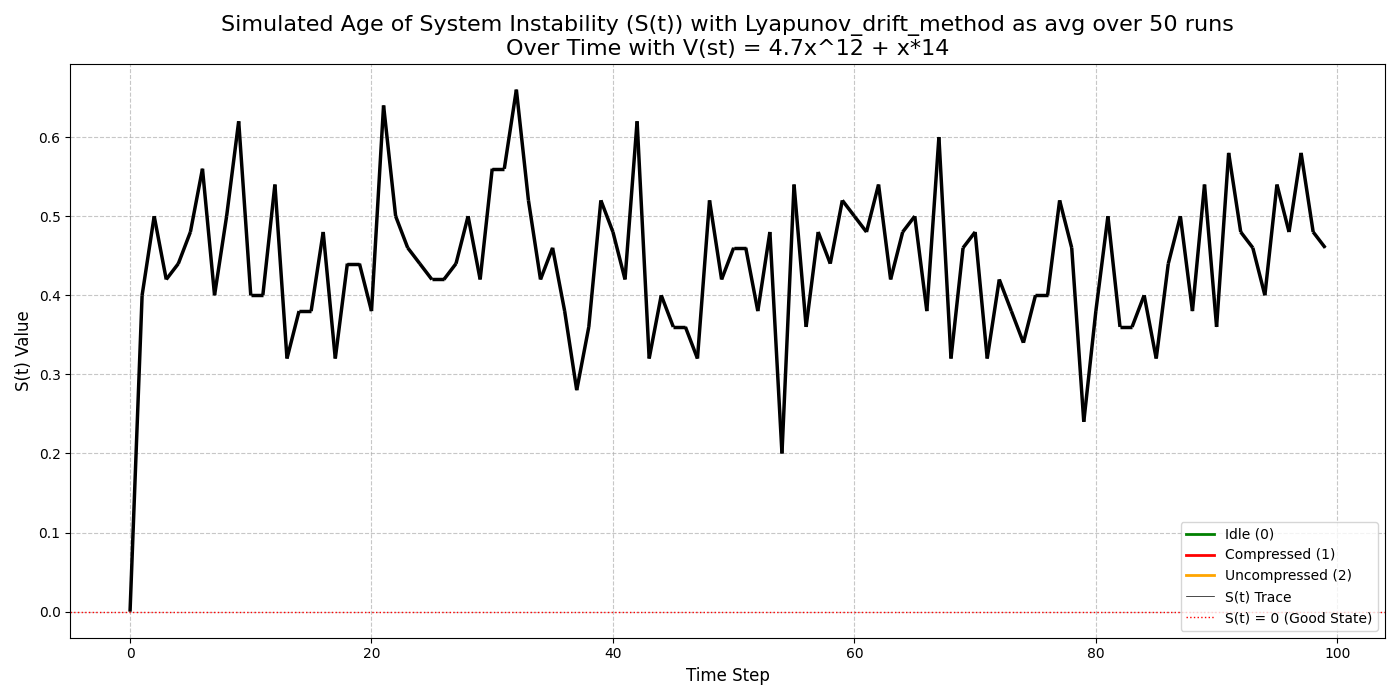 Simulated Age of System Instability (S(t)) with Lyapunov_drift_method as avg over 50 runs
Over Time with V(st) = 4.7x^12 + x*14
S(t) Value
0.6
0.5
0.4
0.3
0.2
0.1
0.0
Idle (0)
Compressed (1)
Uncompressed (2)
S(t) Trace
S(t) = 0 (Good State)
0 20 40 60 80 100
Time Step